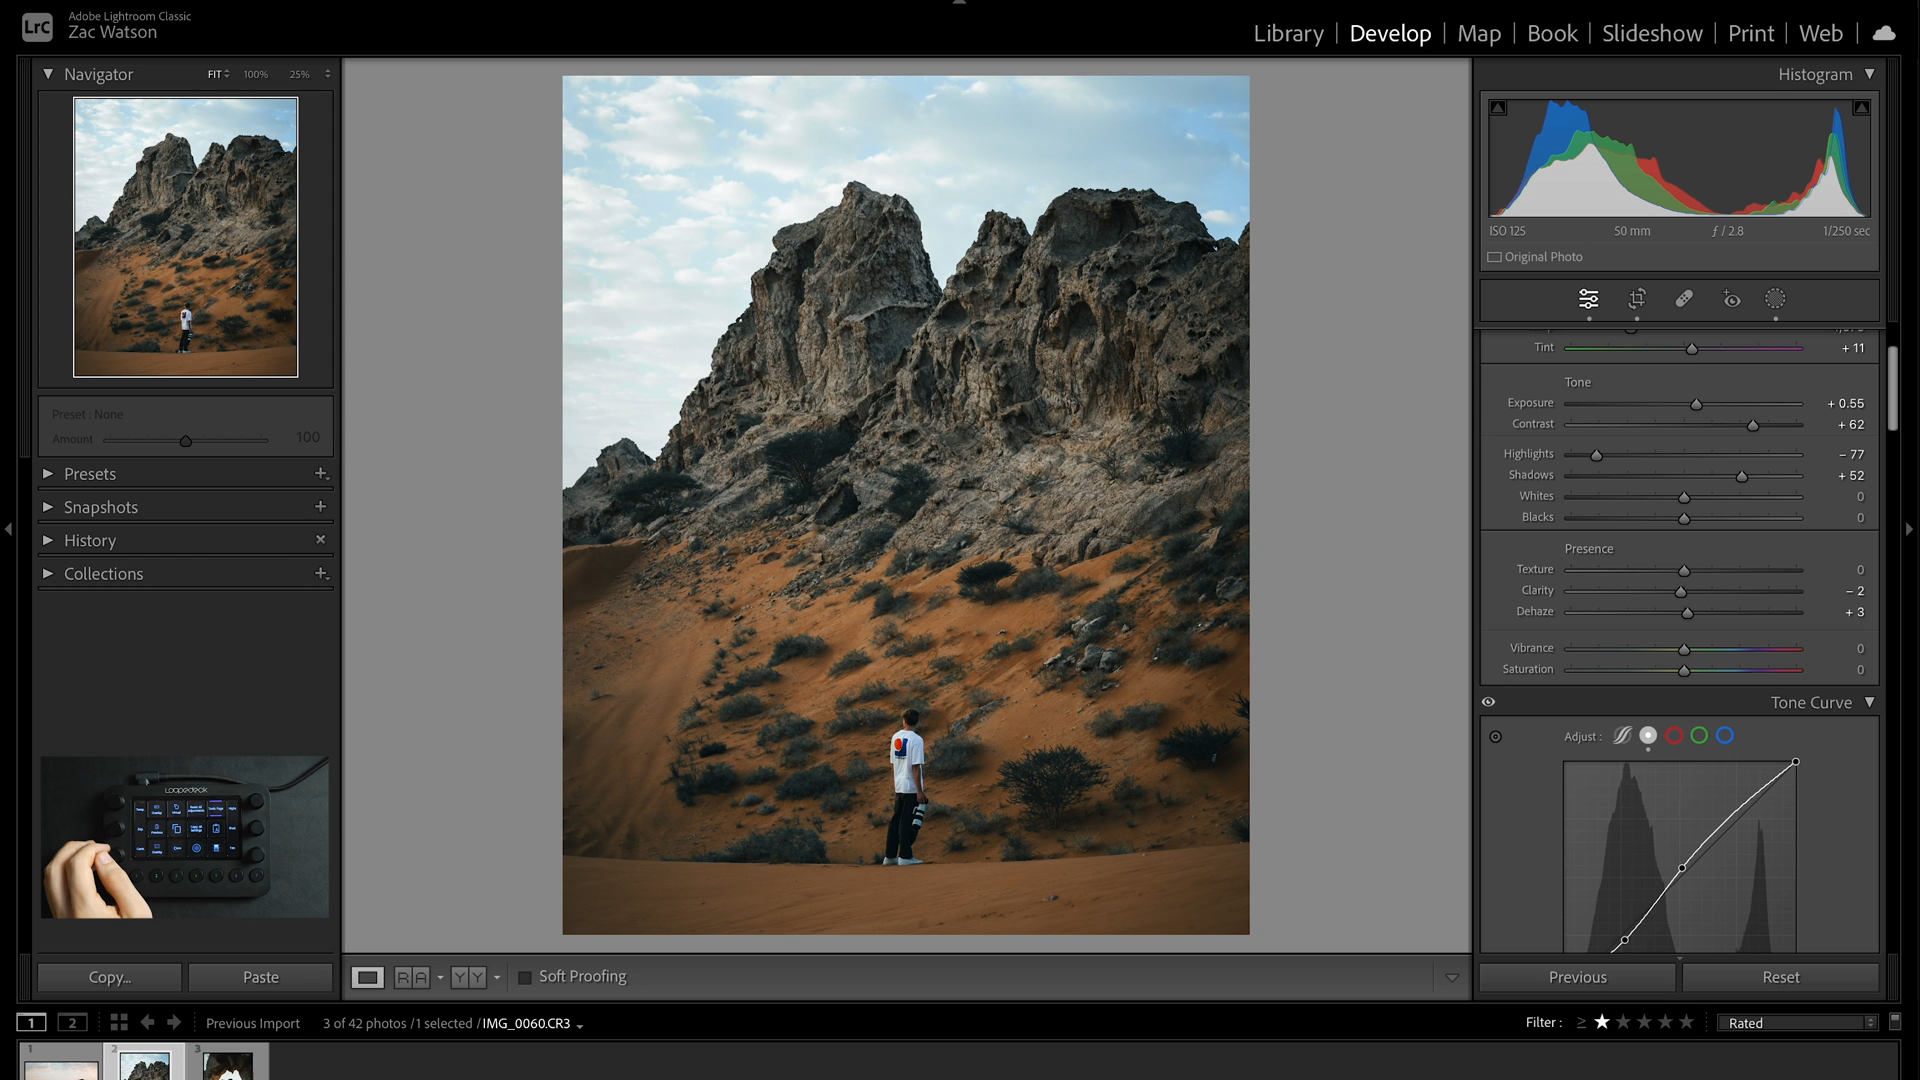 LrC
Adobe Lightroom Classic
Zac Watson
Library | Develop | Map | Book | Slideshow | Print | Web
Navigator FIT 100% 25%
Preset : None
Amount 100
Presets
Snapshots
History
Collections
Loupedeck
Copy... Paste
R A Y Y Soft Proofing
Histogram
ISO 125 50 mm ƒ / 2.8 1/250 sec
Original Photo
Tint + 11
Tone
Exposure + 0.55
Contrast + 62
Highlights − 77
Shadows + 52
Whites 0
Blacks 0
Presence
Texture 0
Clarity − 2
Dehaze + 3
Vibrance 0
Saturation 0
Tone Curve
Adjust :
Previous Reset
1 2 Previous Import 3 of 42 photos /1 selected /IMG_0060.CR3 Filter : ≥ Rated
1 2 3